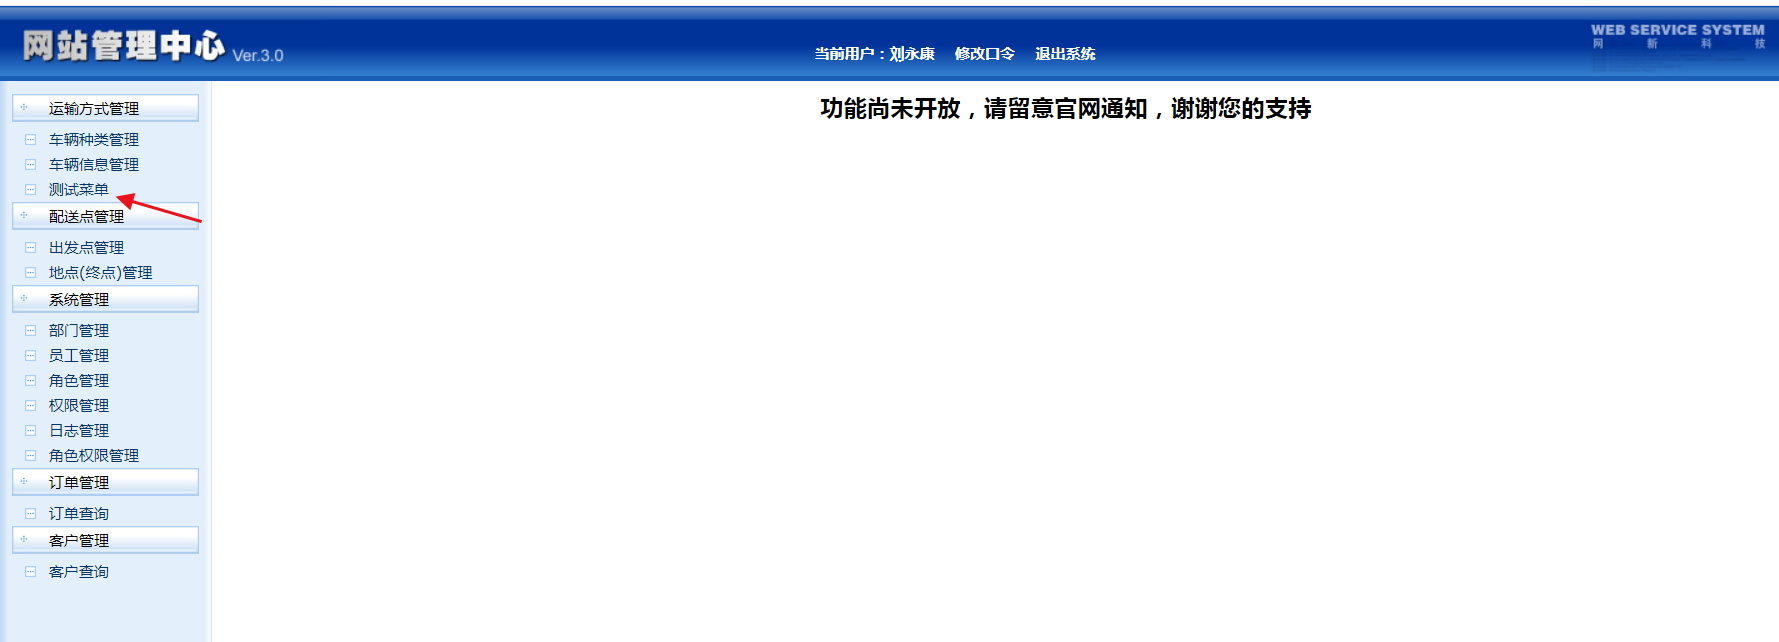 网站管理中心 Ver.3.0
当前用户：刘永康 修改口令 退出系统
WEB SERVICE SYSTEM
网 新 科 技
运输方式管理
车辆种类管理
车辆信息管理
测试菜单
配送点管理
出发点管理
地点(终点)管理
系统管理
部门管理
员工管理
角色管理
权限管理
日志管理
角色权限管理
订单管理
订单查询
客户管理
客户查询
功能尚未开放，请留意官网通知，谢谢您的支持